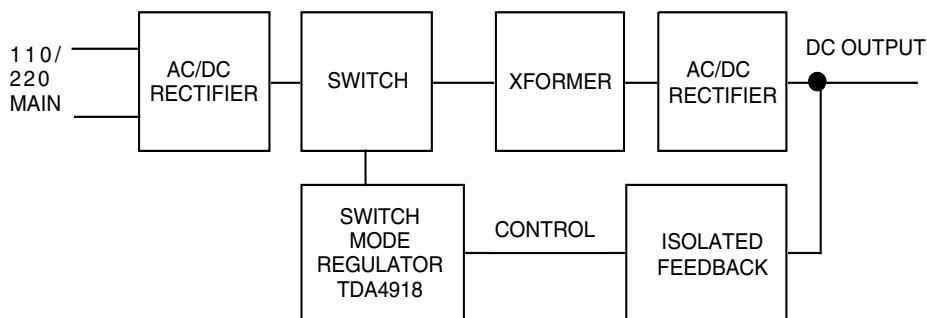 110/
220
MAIN
AC/DC
RECTIFIER
SWITCH
XFORMER
AC/DC
RECTIFIER
DC OUTPUT
SWITCH
MODE
REGULATOR
TDA4918
CONTROL
ISOLATED
FEEDBACK